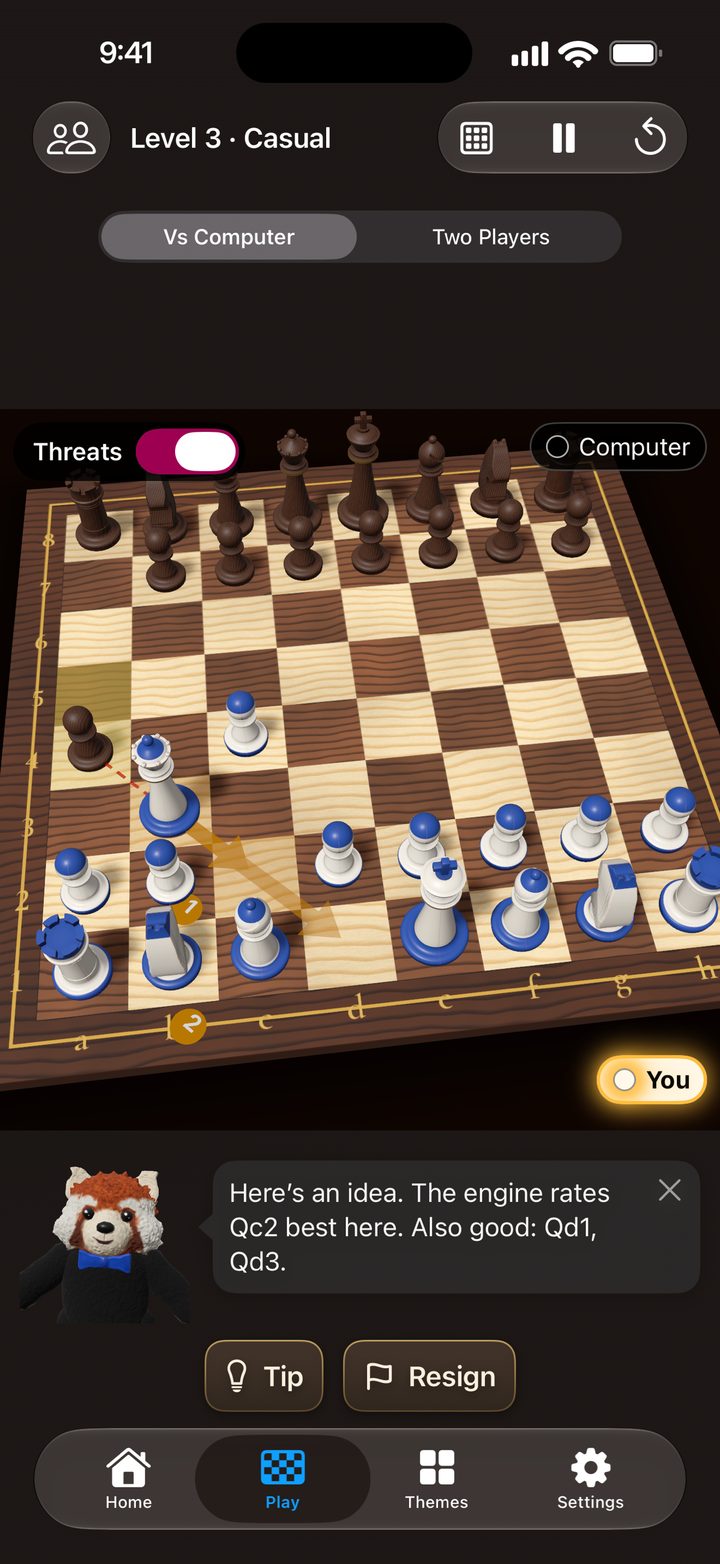 9:41
Level 3 · Casual
Vs Computer
Two Players
Threats
Computer
8
7
6
5
4
3
2
1
1
2
a
c
d
e
f
g
h
You
Here’s an idea. The engine rates
Qc2 best here. Also good: Qd1,
Qd3.
Tip
Resign
Home
Play
Themes
Settings